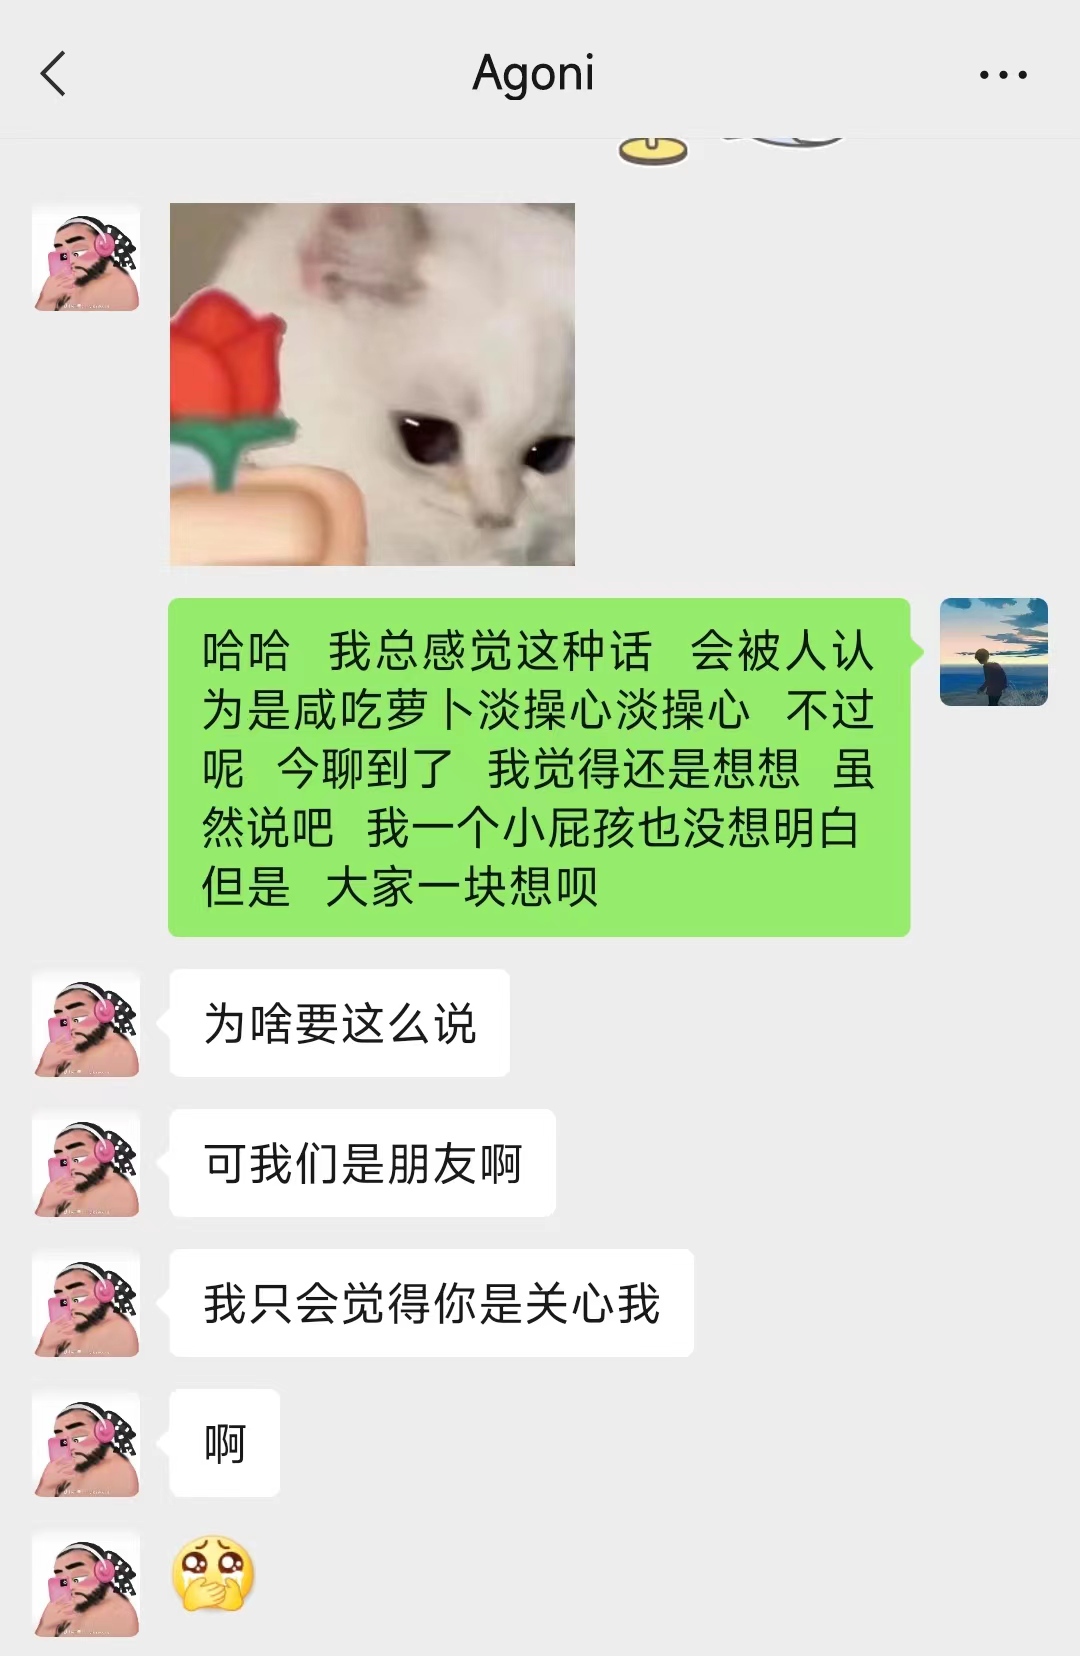 Agoni
哈哈 我总感觉这种话 会被人认
为是咸吃萝卜淡操心淡操心 不过
呢 今聊到了 我觉得还是想想 虽
然说吧 我一个小屁孩也没想明白
但是 大家一块想呗
为啥要这么说
可我们是朋友啊
我只会觉得你是关心我
啊